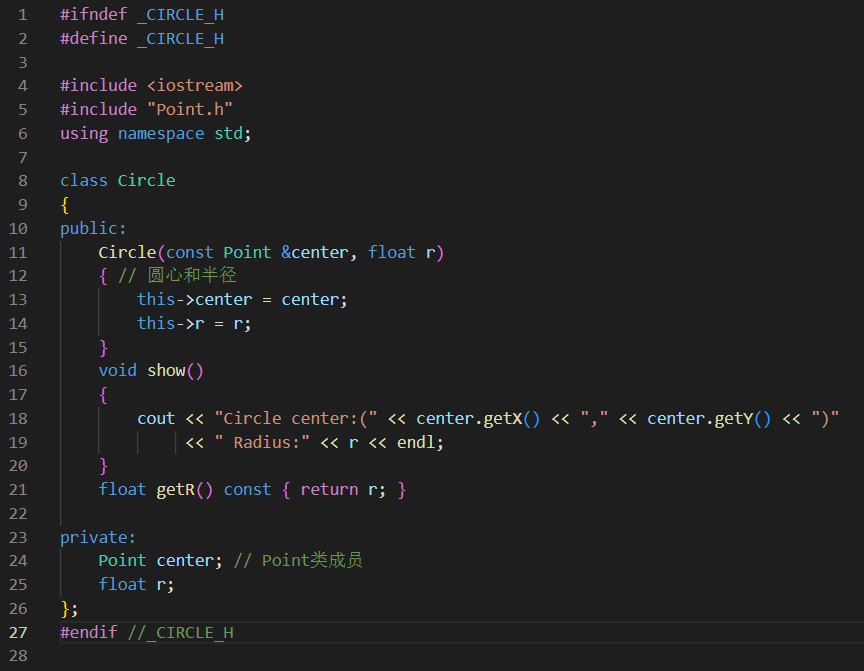 1 #ifndef _CIRCLE_H
2 #define _CIRCLE_H
3
4 #include <iostream>
5 #include "Point.h"
6 using namespace std;
7
8 class Circle
9 {
10 public:
11     Circle(const Point &center, float r)
12     { // 圆心和半径
13         this->center = center;
14         this->r = r;
15     }
16     void show()
17     {
18         cout << "Circle center:(" << center.getX() << "," << center.getY() << ")"
19              << " Radius:" << r << endl;
20     }
21     float getR() const { return r; }
22
23 private:
24     Point center; // Point类成员
25     float r;
26 };
27 #endif //_CIRCLE_H
28